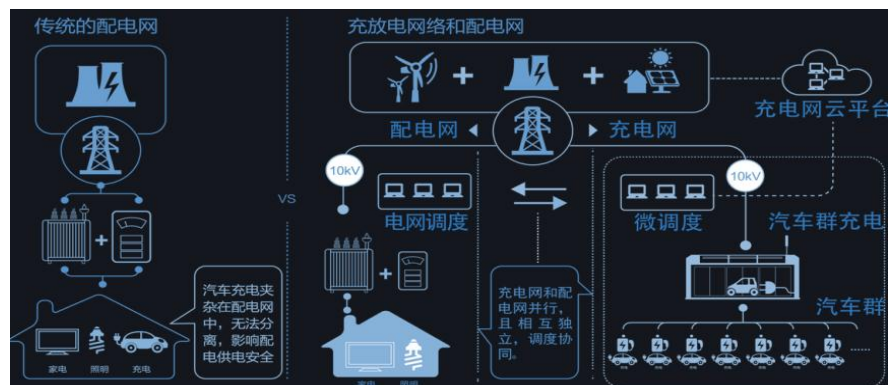 传统的配电网
汽车充电夹
杂在配电网
中，无法分
离，影响配
电供电安全
家电
照明
充电
VS
充放电网络和配电网
充电网云平台
配电网
充电网
10kV
10kV
电网调度
微调度
汽车群充电
充电网和配
电网并行，
且相互独
立，调度协
同。
汽车群
家电
照明